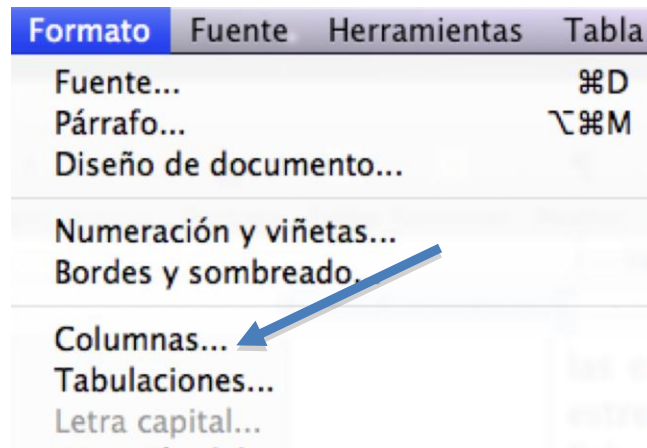 Formato Fuente Herramientas Tabla
Fuente... ⌘D
Párrafo... ⌥⌘M
Diseño de documento...
Numeración y viñetas...
Bordes y sombreado...
Columnas...
Tabulaciones...
Letra capital...